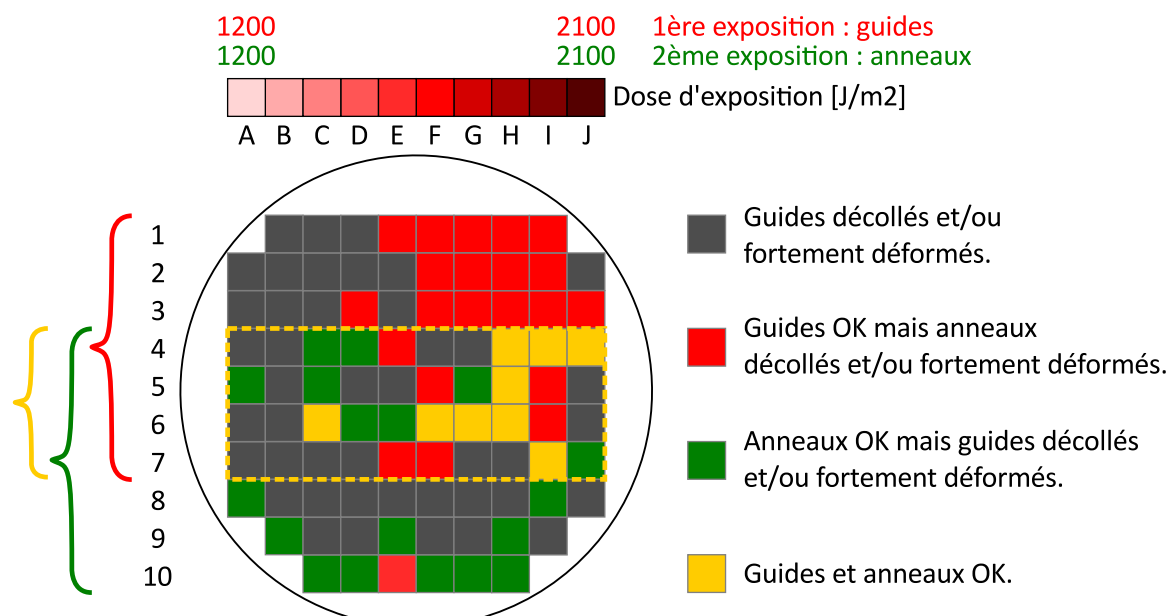 1200 2100 1ère exposition : guides
1200 2100 2ème exposition : anneaux
Dose d'exposition [J/m2]
A B C D E F G H I J
1
2
3
4
5
6
7
8
9
10
Guides décollés et/ou
fortement déformés.
Guides OK mais anneaux
décollés et/ou fortement déformés.
Anneaux OK mais guides décollés
et/ou fortement déformés.
Guides et anneaux OK.